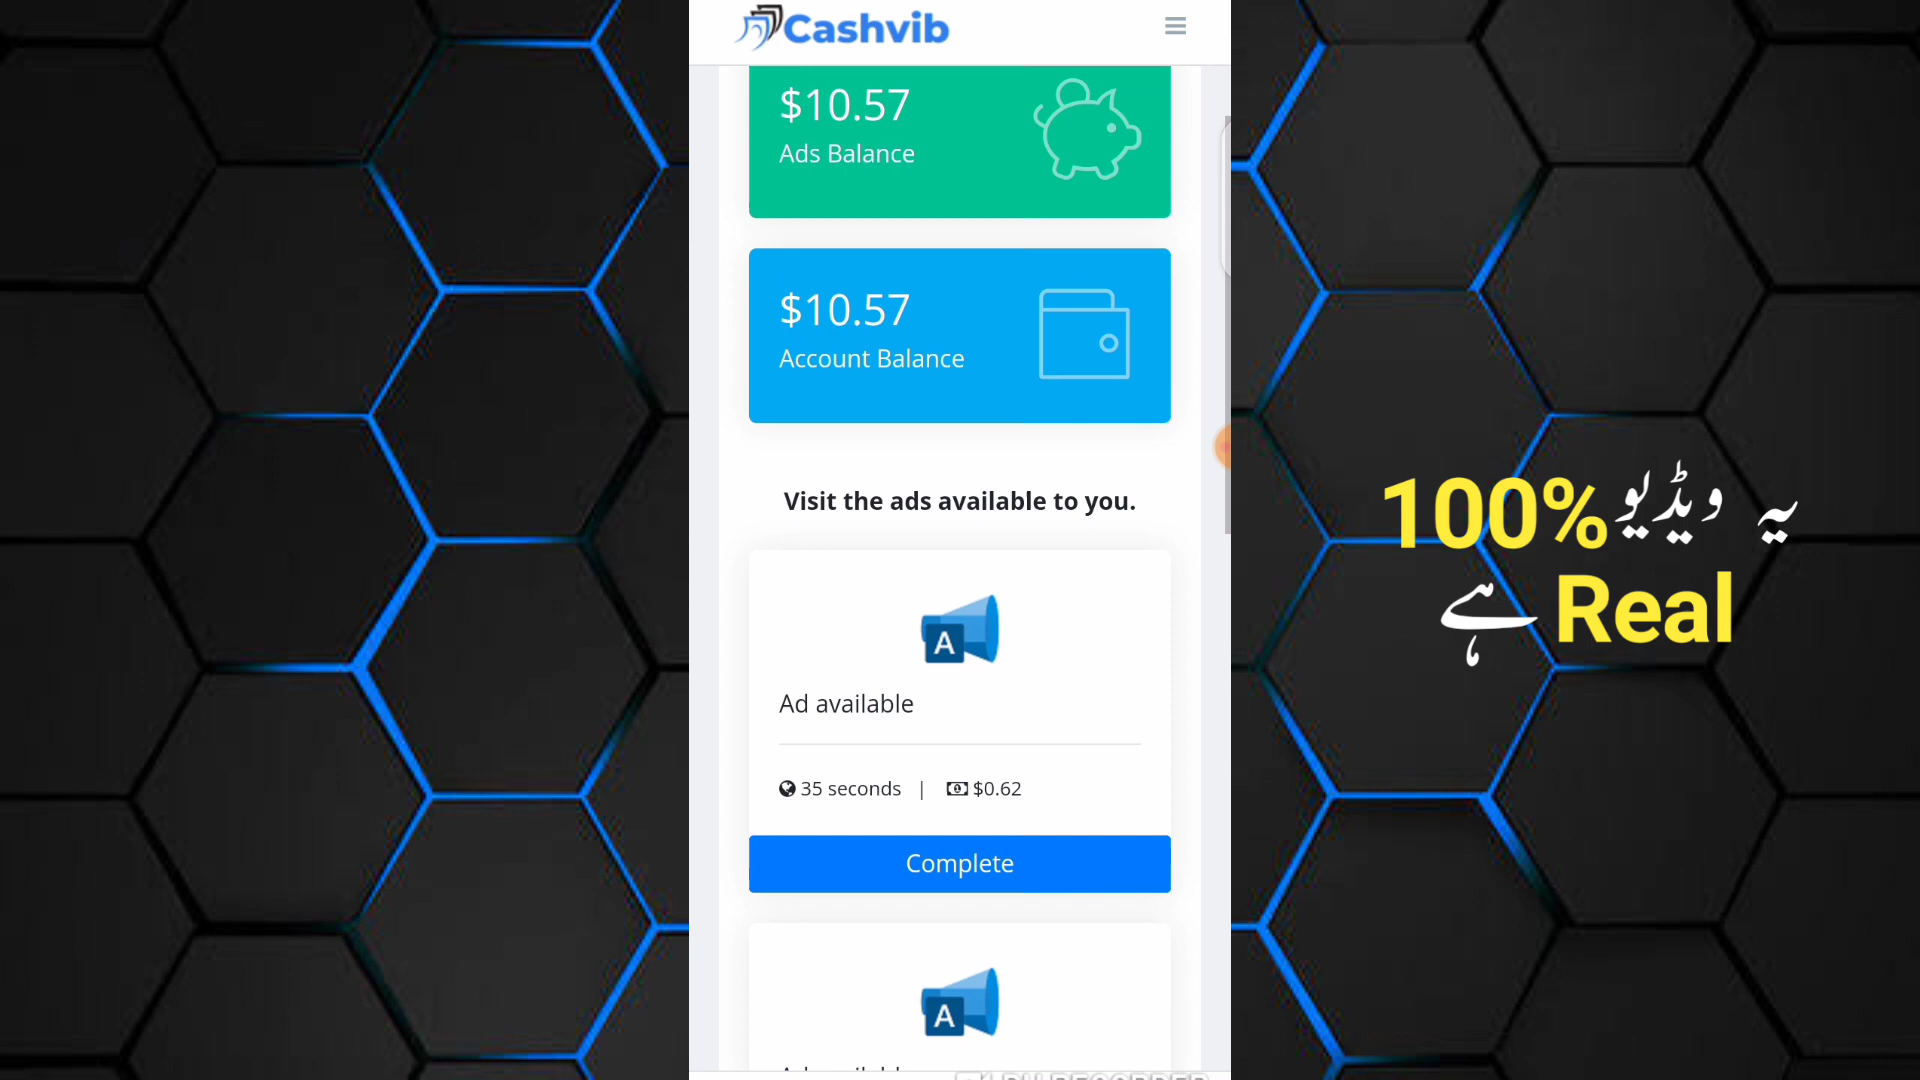 Cashvib
$10.57
Ads Balance
$10.57
Account Balance
Visit the ads available to you.
A
Ad available
35 seconds | $0.62
Complete
A
یہ ویڈیو 100%
Real ہے